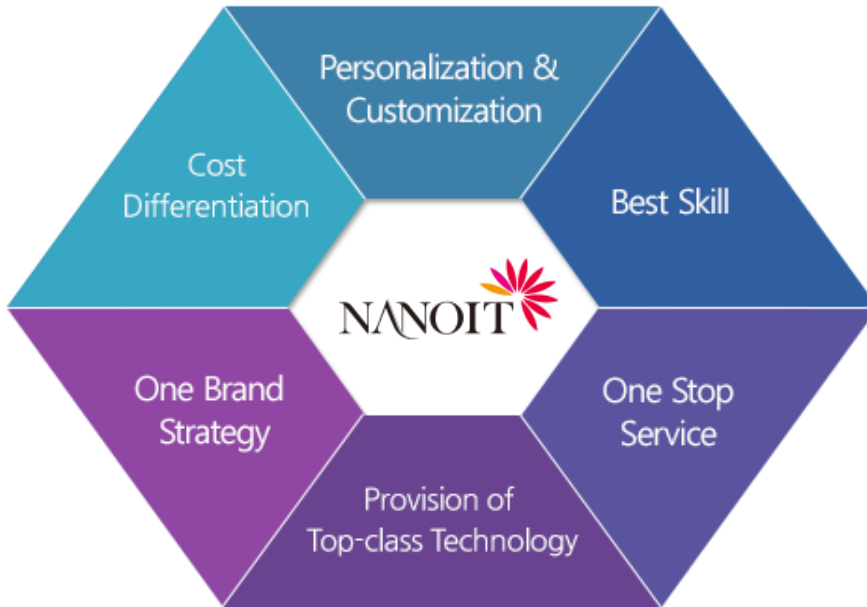 Personalization &
Customization
Cost
Differentiation
Best Skill
NANOIT
One Brand
Strategy
One Stop
Service
Provision of
Top-class Technology